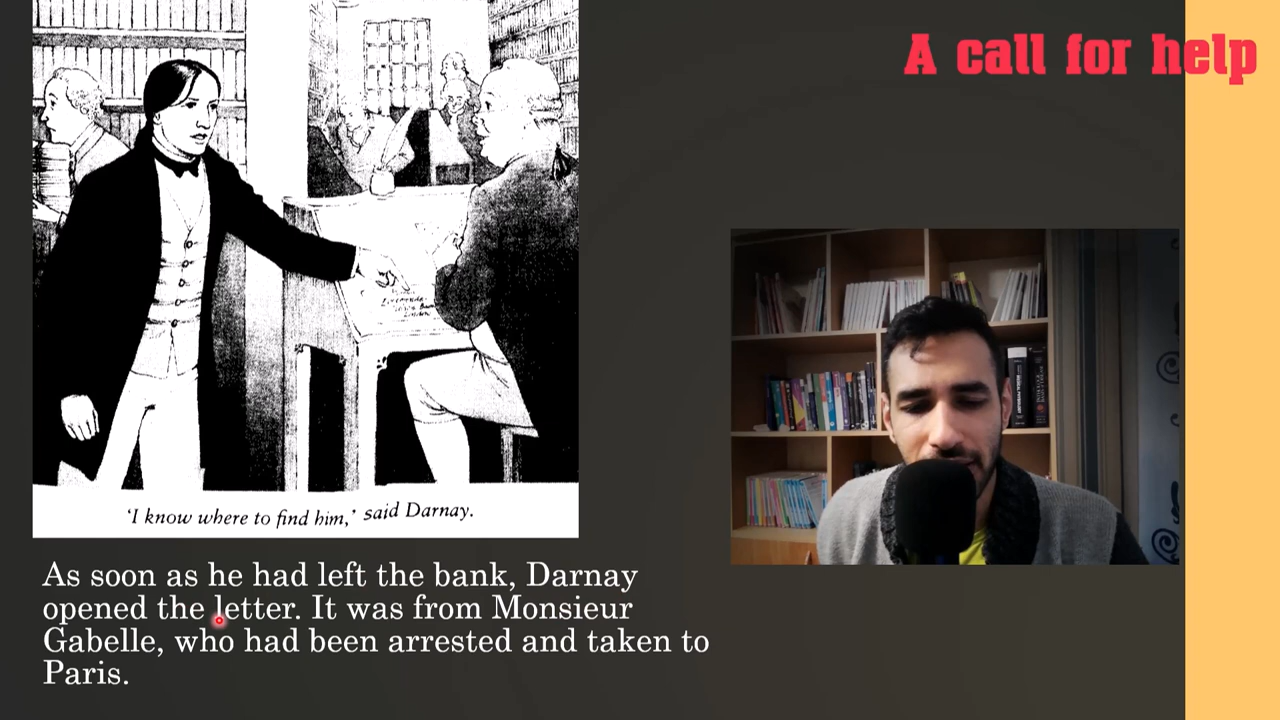 A call for help
'I know where to find him,' said Darnay.
As soon as he had left the bank, Darnay
opened the letter. It was from Monsieur
Gabelle, who had been arrested and taken to
Paris.